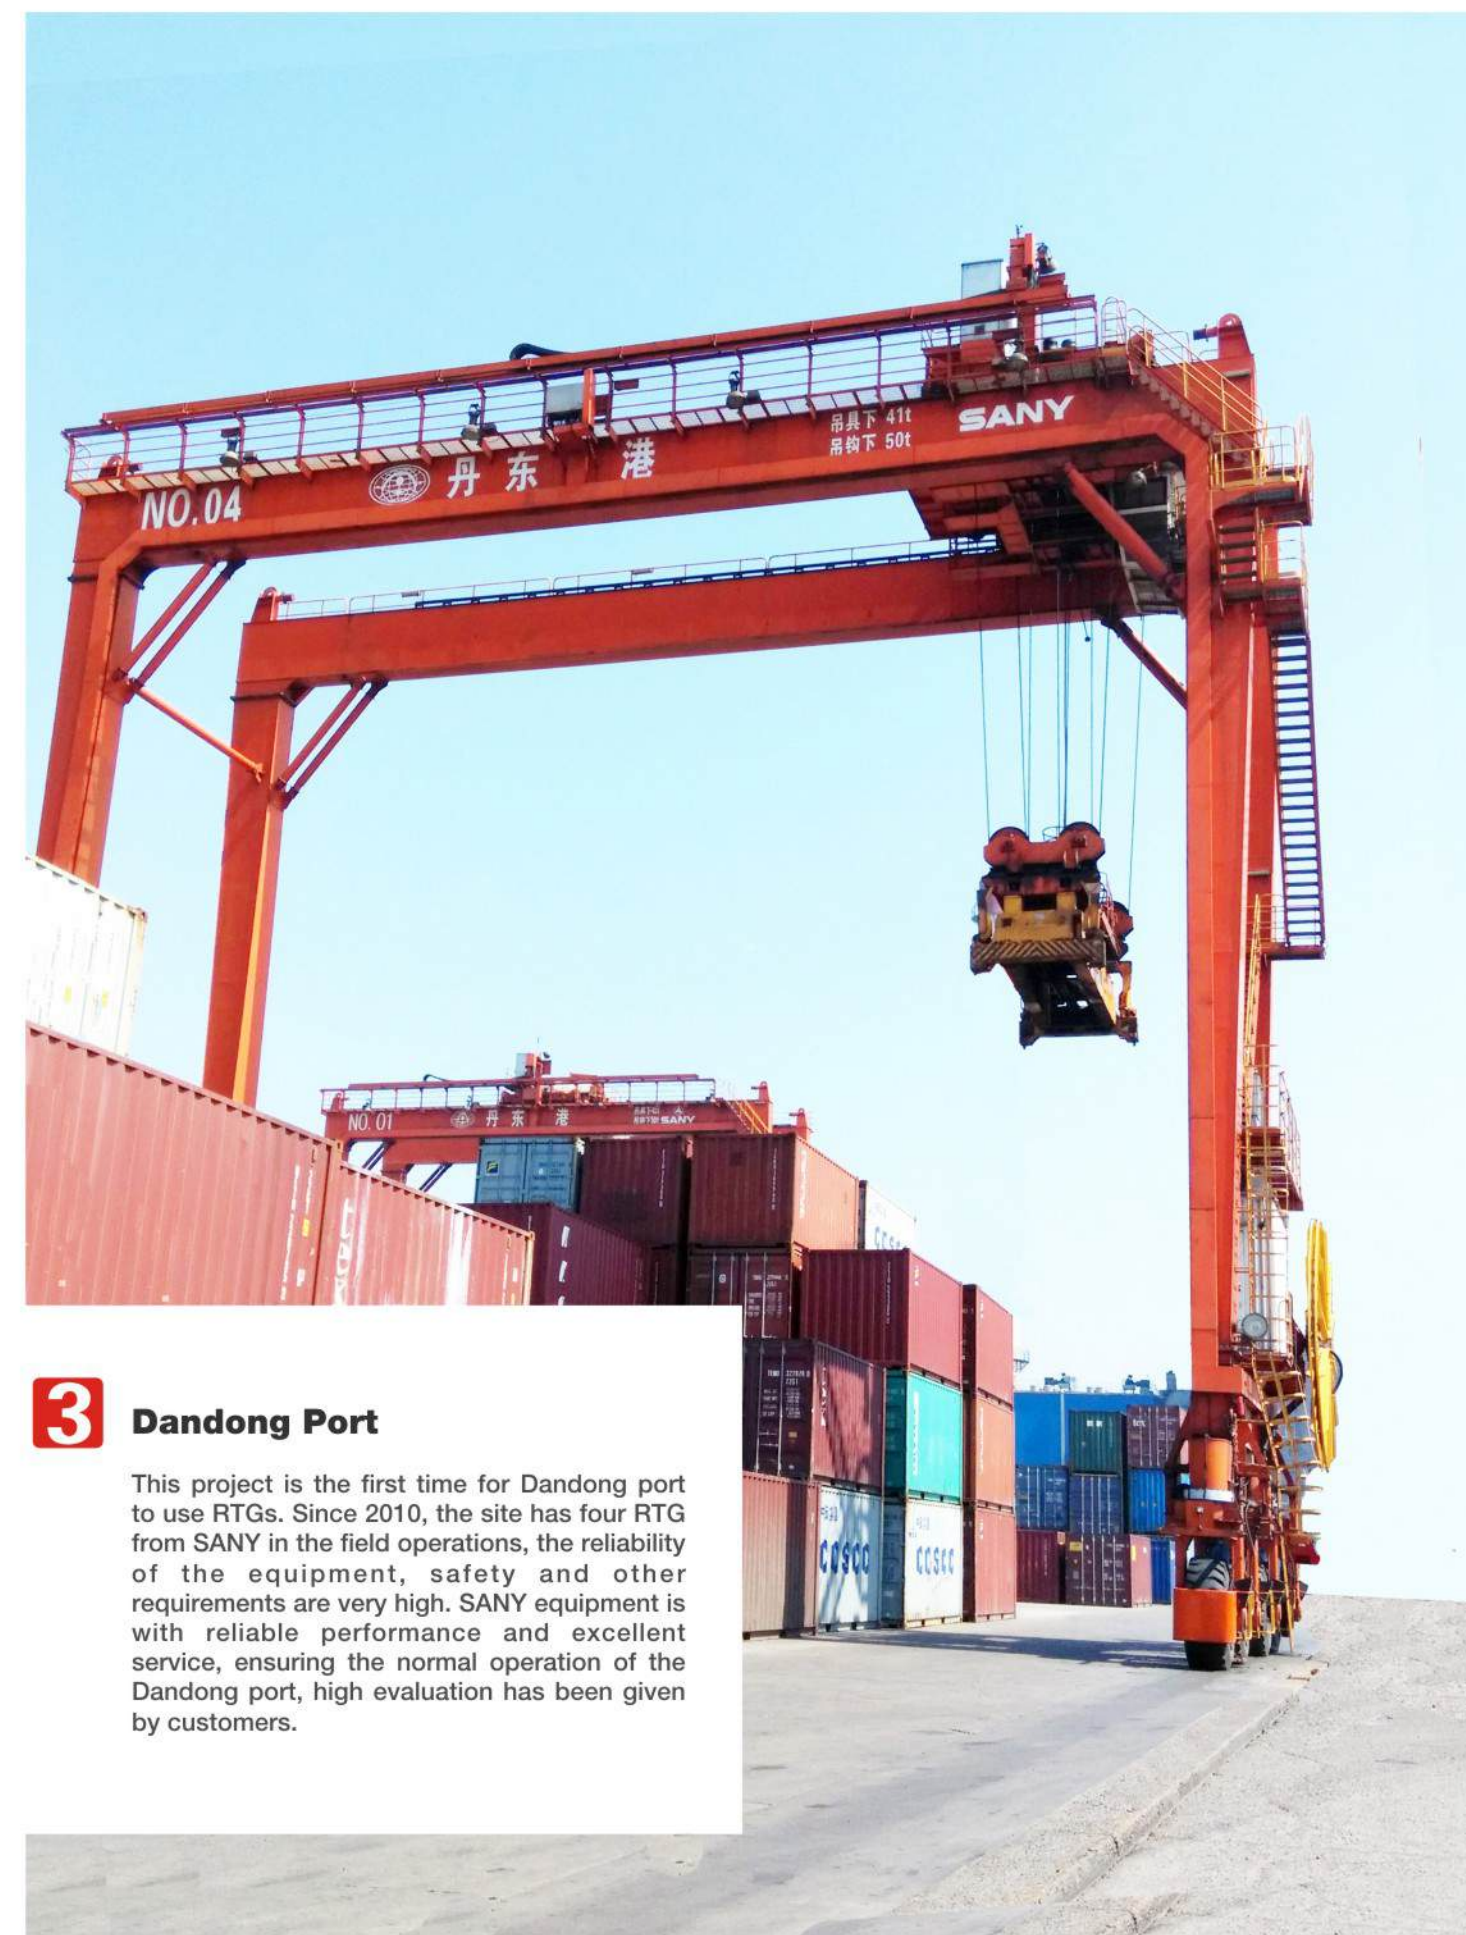 吊具下 41t
吊钩下 50t
SANY
丹东港
NO.04
NO. 01
丹东港
SANY
COSCO
COSCO
3
Dandong Port
This project is the first time for Dandong port
to use RTGs. Since 2010, the site has four RTG
from SANY in the field operations, the reliability
of the equipment, safety and other
requirements are very high. SANY equipment is
with reliable performance and excellent
service, ensuring the normal operation of the
Dandong port, high evaluation has been given
by customers.